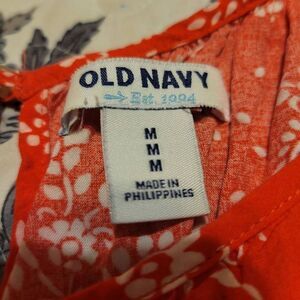 OLD NAVY
Est. 1994
M
M
M
MADE IN
PHILIPPINES